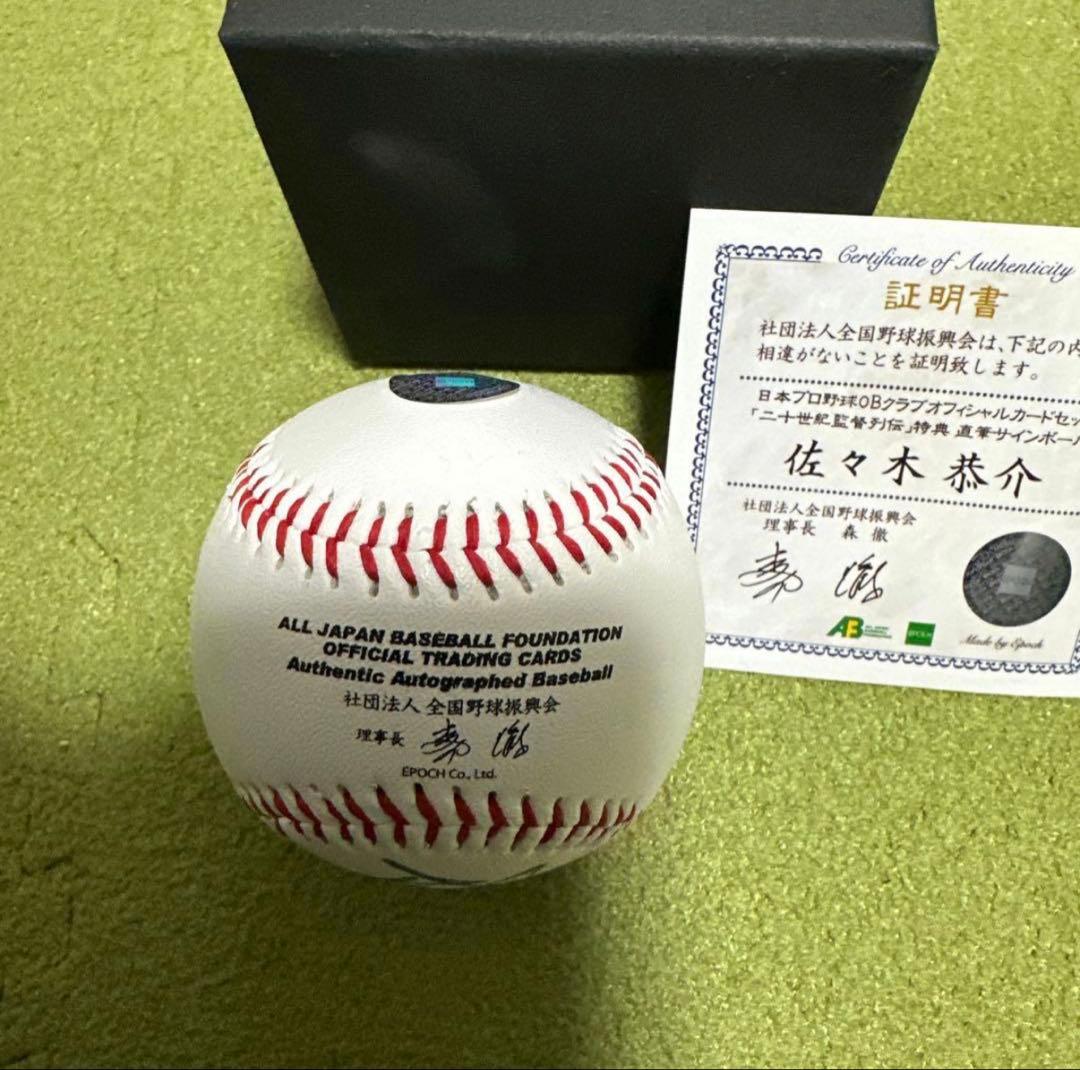 Certificate of Authenticity
証明書
社団法人全国野球振興会は、下記の内
相違がないことを証明致します。
日本プロ野球OBクラブオフィシャルカードセッ
「二十世紀監督列伝」特典 直筆サインボール
佐々木 恭介
社団法人全国野球振興会
理事長 森 徹
Made by Epoch
ALL JAPAN BASEBALL FOUNDATION
OFFICIAL TRADING CARDS
Authentic Autographed Baseball
社団法人 全国野球振興会
理事長
EPOCH Co., Ltd.